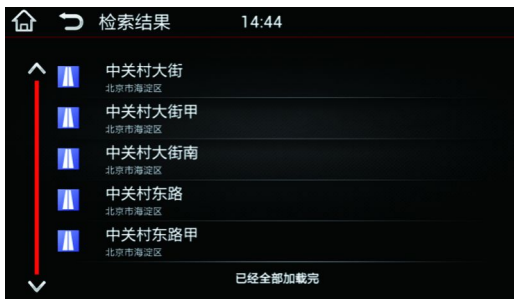 检索结果 14:44
中关村大街
北京市海淀区
中关村大街甲
北京市海淀区
中关村大街南
北京市海淀区
中关村东路
北京市海淀区
中关村东路甲
北京市海淀区
已经全部加载完